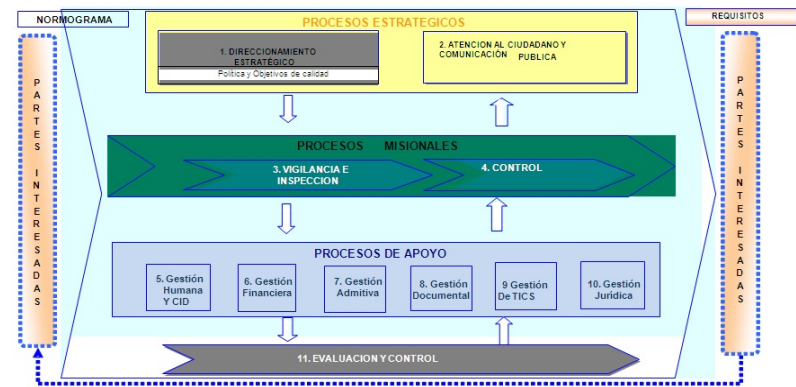 NORMOGRAMA
REQUISITOS
PROCESOS ESTRATEGICOS
1. DIRECCIONAMIENTO
ESTRATÉGICO
Política y Objetivos de calidad
2. ATENCION AL CIUDADANO Y
COMUNICACIÓN PUBLICA
PARTES INTERESADAS
PROCESOS MISIONALES
3. VIGILANCIA E
INSPECCION
4. CONTROL
PARTES INTERESADAS
PROCESOS DE APOYO
5. Gestión
Humana
Y CID
6. Gestión
Financiera
7. Gestión
Admitiva
8. Gestión
Documental
9 Gestión
De TICS
10. Gestión
Jurídica
11. EVALUACION Y CONTROL